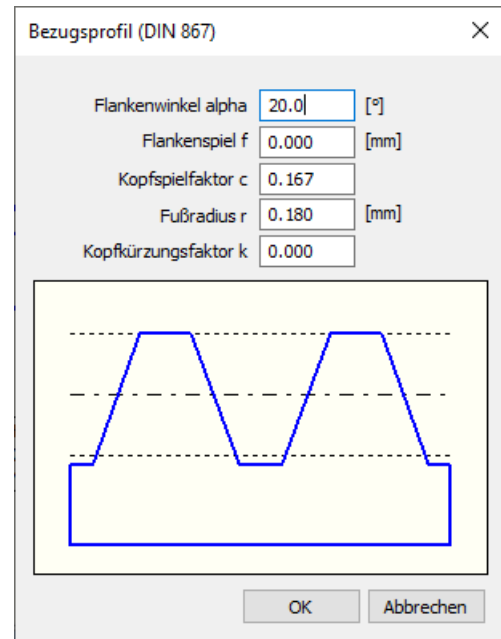 Bezugsprofil (DIN 867)
Flankenwinkel alpha 20.0 [°]
Flankenspiel f 0.000 [mm]
Kopfspielfaktor c 0.167
Fußradius r 0.180 [mm]
Kopfkürzungsfaktor k 0.000
OK Abbrechen